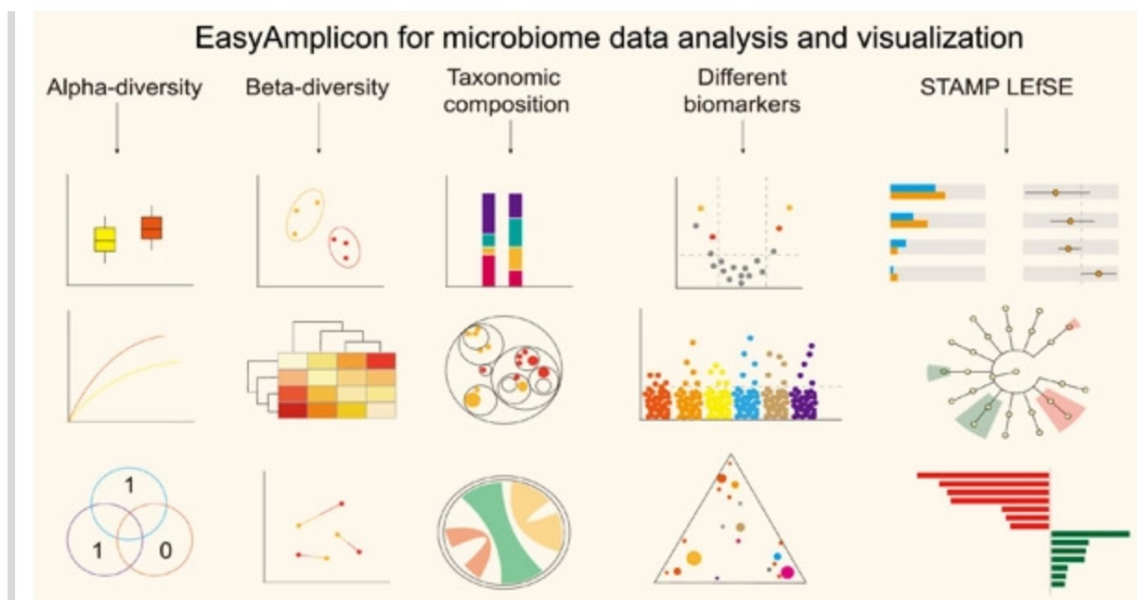 EasyAmplicon for microbiome data analysis and visualization
Alpha-diversity
Beta-diversity
Taxonomic
composition
Different
biomarkers
STAMP LEfSE
1
1
0